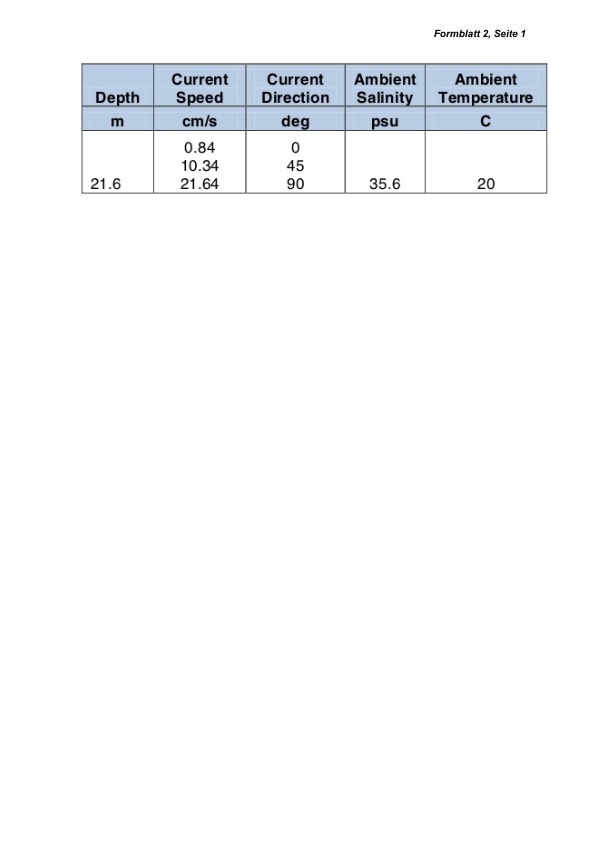 Formblatt 2, Seite 1
Depth Current Speed Current Direction Ambient Salinity Ambient Temperature
m cm/s deg psu C
0.84 0
10.34 45
21.6 21.64 90 35.6 20